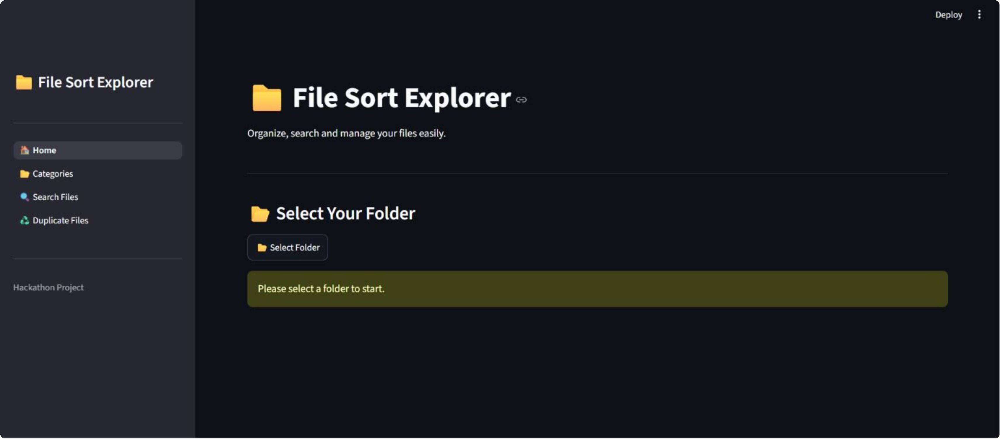 Deploy
File Sort Explorer
Home
Categories
Search Files
Duplicate Files
Hackathon Project
File Sort Explorer
Organize, search and manage your files easily.
Select Your Folder
Select Folder
Please select a folder to start.